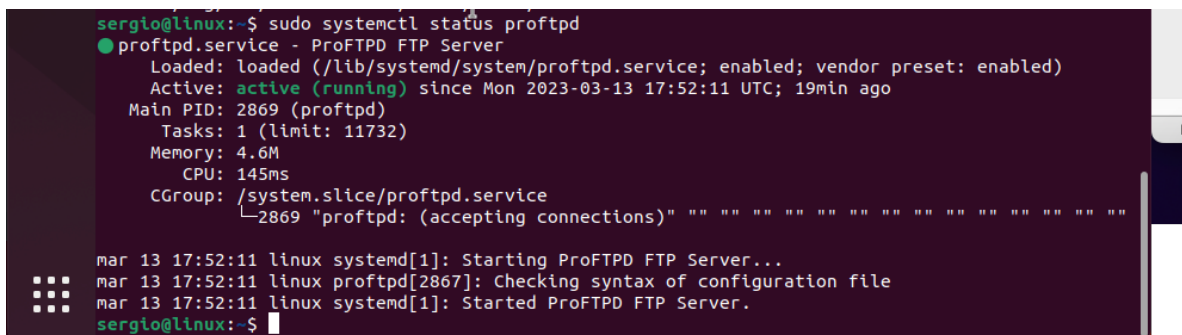 sergio@linux:~$ sudo systemctl status proftpd
proftpd.service - ProFTPD FTP Server
Loaded: loaded (/lib/systemd/system/proftpd.service; enabled; vendor preset: enabled)
Active: active (running) since Mon 2023-03-13 17:52:11 UTC; 19min ago
Main PID: 2869 (proftpd)
Tasks: 1 (limit: 11732)
Memory: 4.6M
CPU: 145ms
CGroup: /system.slice/proftpd.service
└─2869 "proftpd: (accepting connections)" "" "" "" "" "" "" "" "" "" "" "" "" "" ""
mar 13 17:52:11 linux systemd[1]: Starting ProFTPD FTP Server...
mar 13 17:52:11 linux proftpd[2867]: Checking syntax of configuration file
mar 13 17:52:11 linux systemd[1]: Started ProFTPD FTP Server.
sergio@linux:~$